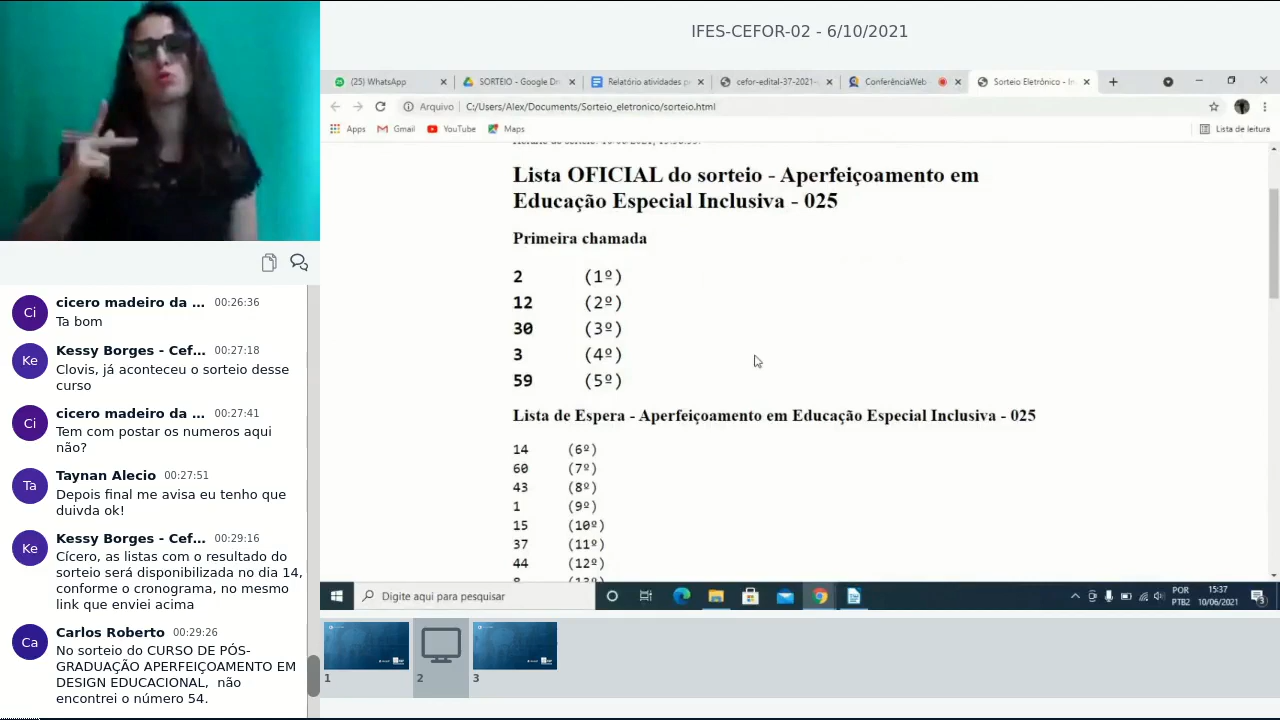 IFES-CEFOR-02 - 6/10/2021
(25) WhatsApp
SORTEIO - Google D
Relatório atividades
cefor-edital-37-2021-
ConferênciaWeb
Sorteio Eletrônico - I
Arquivo
C:/Users/Alex/Documents/Sorteio_eletronico/sorteio.html
Apps
Gmail
YouTube
Maps
Lista de leitura
Lista OFICIAL do sorteio - Aperfeiçoamento em
Educação Especial Inclusiva - 025
Primeira chamada
2 (1º)
12 (2º)
30 (3º)
3 (4º)
59 (5º)
Lista de Espera - Aperfeiçoamento em Educação Especial Inclusiva - 025
14 (6º)
60 (7º)
43 (8º)
1 (9º)
15 (10º)
37 (11º)
44 (12º)
Digite aqui para pesquisar
POR
PTB2
15:37
10/06/2021
3
1
2
3
Ci
cicero madeiro da ... 00:26:36
Ta bom
Ke
Kessy Borges - Cef... 00:27:18
Clovis, já aconteceu o sorteio desse
curso
Ci
cicero madeiro da ... 00:27:41
Tem com postar os numeros aqui
não?
Ta
Taynan Alecio 00:27:51
Depois final me avisa eu tenho que
duivda ok!
Ke
Kessy Borges - Cef... 00:29:16
Cícero, as listas com o resultado do
sorteio será disponibilizada no dia 14,
conforme o cronograma, no mesmo
link que enviei acima
Ca
Carlos Roberto 00:29:26
No sorteio do CURSO DE PÓS-
GRADUAÇÃO APERFEIÇOAMENTO EM
DESIGN EDUCACIONAL, não
encontrei o número 54.